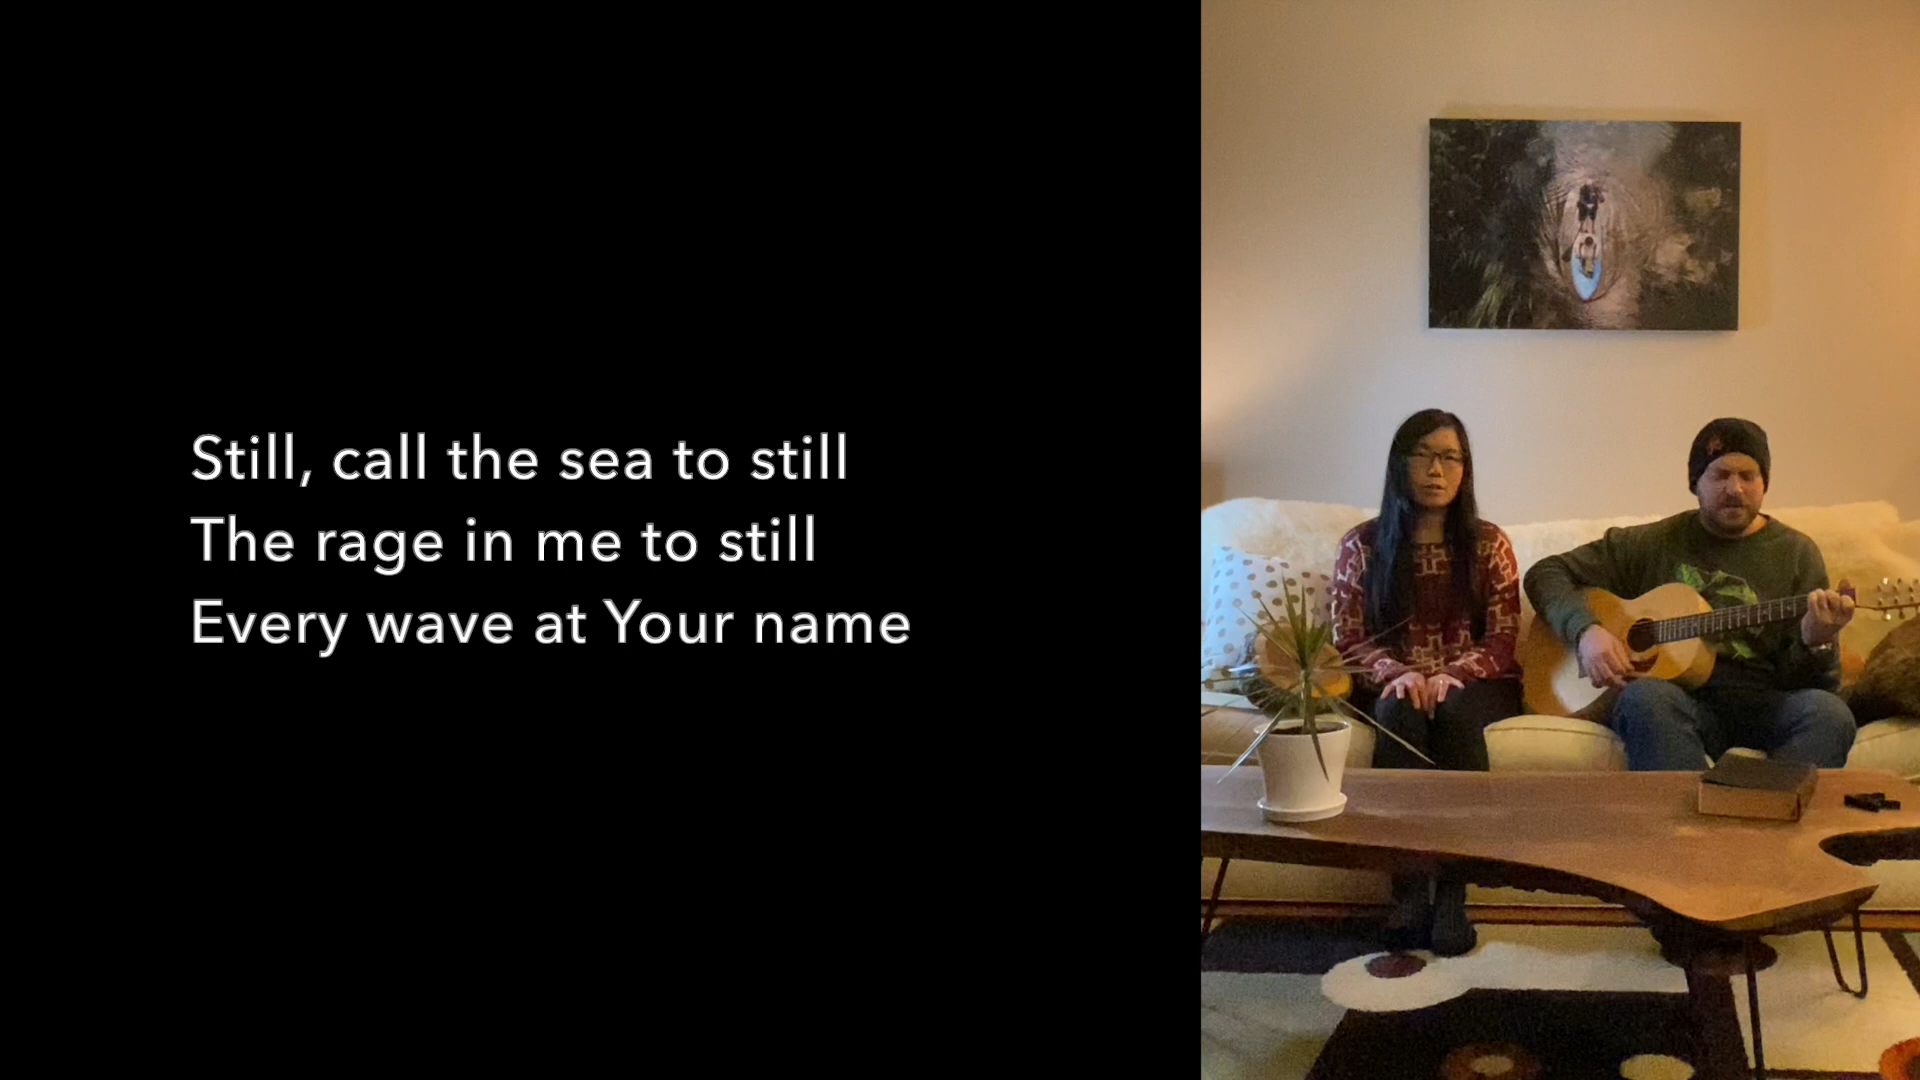 Still, call the sea to still
The rage in me to still
Every wave at Your name